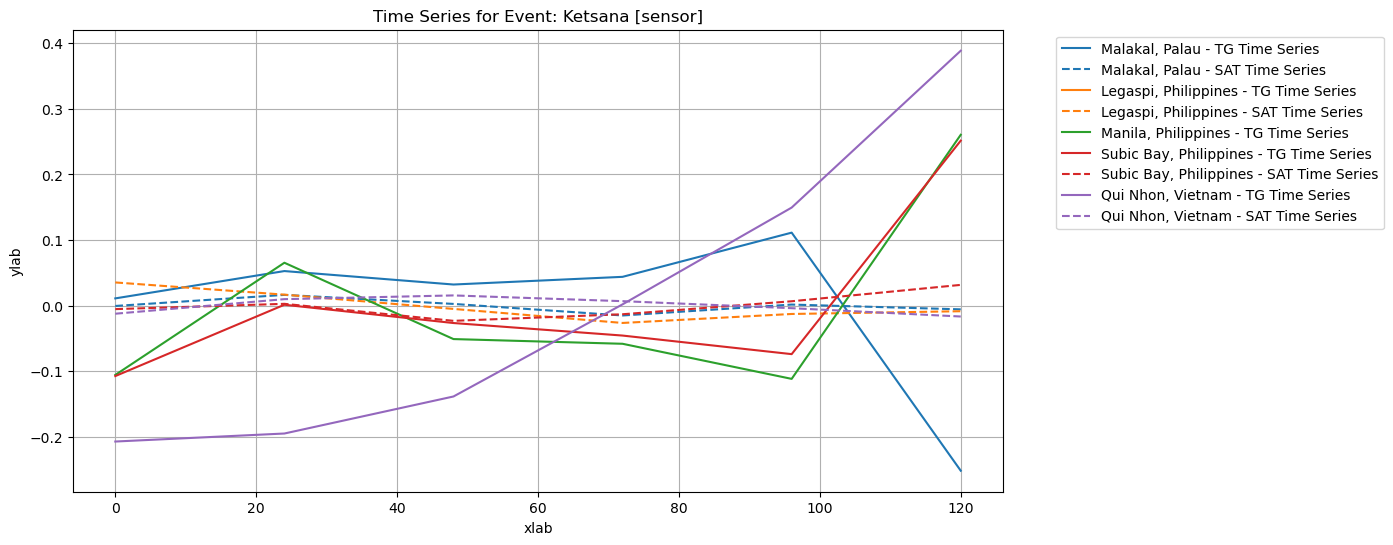 Time Series for Event: Ketsana [sensor]
ylab
0.4
0.3
0.2
0.1
0.0
−0.1
−0.2
0
20
40
60
80
100
120
xlab
Malakal, Palau - TG Time Series
Malakal, Palau - SAT Time Series
Legaspi, Philippines - TG Time Series
Legaspi, Philippines - SAT Time Series
Manila, Philippines - TG Time Series
Subic Bay, Philippines - TG Time Series
Subic Bay, Philippines - SAT Time Series
Qui Nhon, Vietnam - TG Time Series
Qui Nhon, Vietnam - SAT Time Series